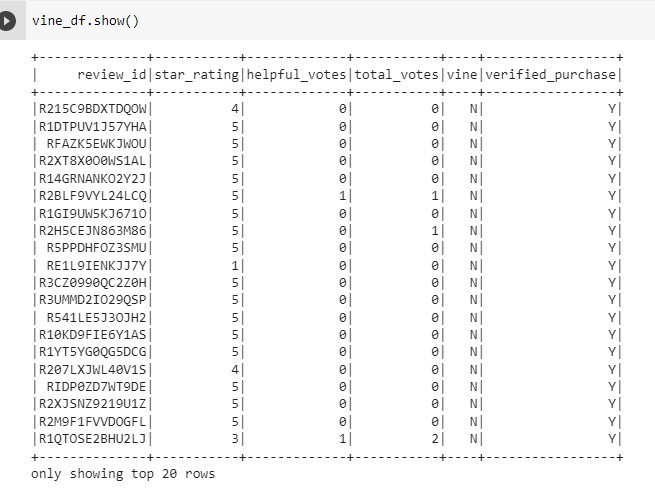 vine_df.show()
+--------------+-----------+-------------+-----------+----+-----------------+
|     review_id|star_rating|helpful_votes|total_votes|vine|verified_purchase|
+--------------+-----------+-------------+-----------+----+-----------------+
|R215C9BDXTDQOW|          4|            0|          0|   N|                Y|
|R1DTPUV1J57YHA|          5|            0|          0|   N|                Y|
| RFAZK5EWKJWOU|          5|            0|          0|   N|                Y|
|R2XT8X0O0WS1AL|          5|            0|          0|   N|                Y|
|R14GRNANKO2Y2J|          5|            0|          0|   N|                Y|
|R2BLF9VYL24LCQ|          5|            1|          1|   N|                Y|
|R1GI9UW5KJ671O|          5|            0|          0|   N|                Y|
|R2H5CEJN863M86|          5|            0|          1|   N|                Y|
| R5PPDHFOZ3SMU|          5|            0|          0|   N|                Y|
| RE1L9IENKJJ7Y|          1|            0|          0|   N|                Y|
|R3CZ0990QC2Z0H|          5|            0|          0|   N|                Y|
|R3UMMD2IO29QSP|          5|            0|          0|   N|                Y|
| R541LE5J3OJH2|          5|            0|          0|   N|                Y|
|R10KD9FIE6Y1AS|          5|            0|          0|   N|                Y|
|R1YT5YG0QG5DCG|          5|            0|          0|   N|                Y|
|R207LXJWL40V1S|          4|            0|          0|   N|                Y|
| RIDP0ZD7WT9DE|          5|            0|          0|   N|                Y|
|R2XJSNZ9219U1Z|          5|            0|          0|   N|                Y|
|R2M9F1FVVDOGFL|          5|            0|          0|   N|                Y|
|R1QTOSE2BHU2LJ|          3|            1|          2|   N|                Y|
+--------------+-----------+-------------+-----------+----+-----------------+
only showing top 20 rows